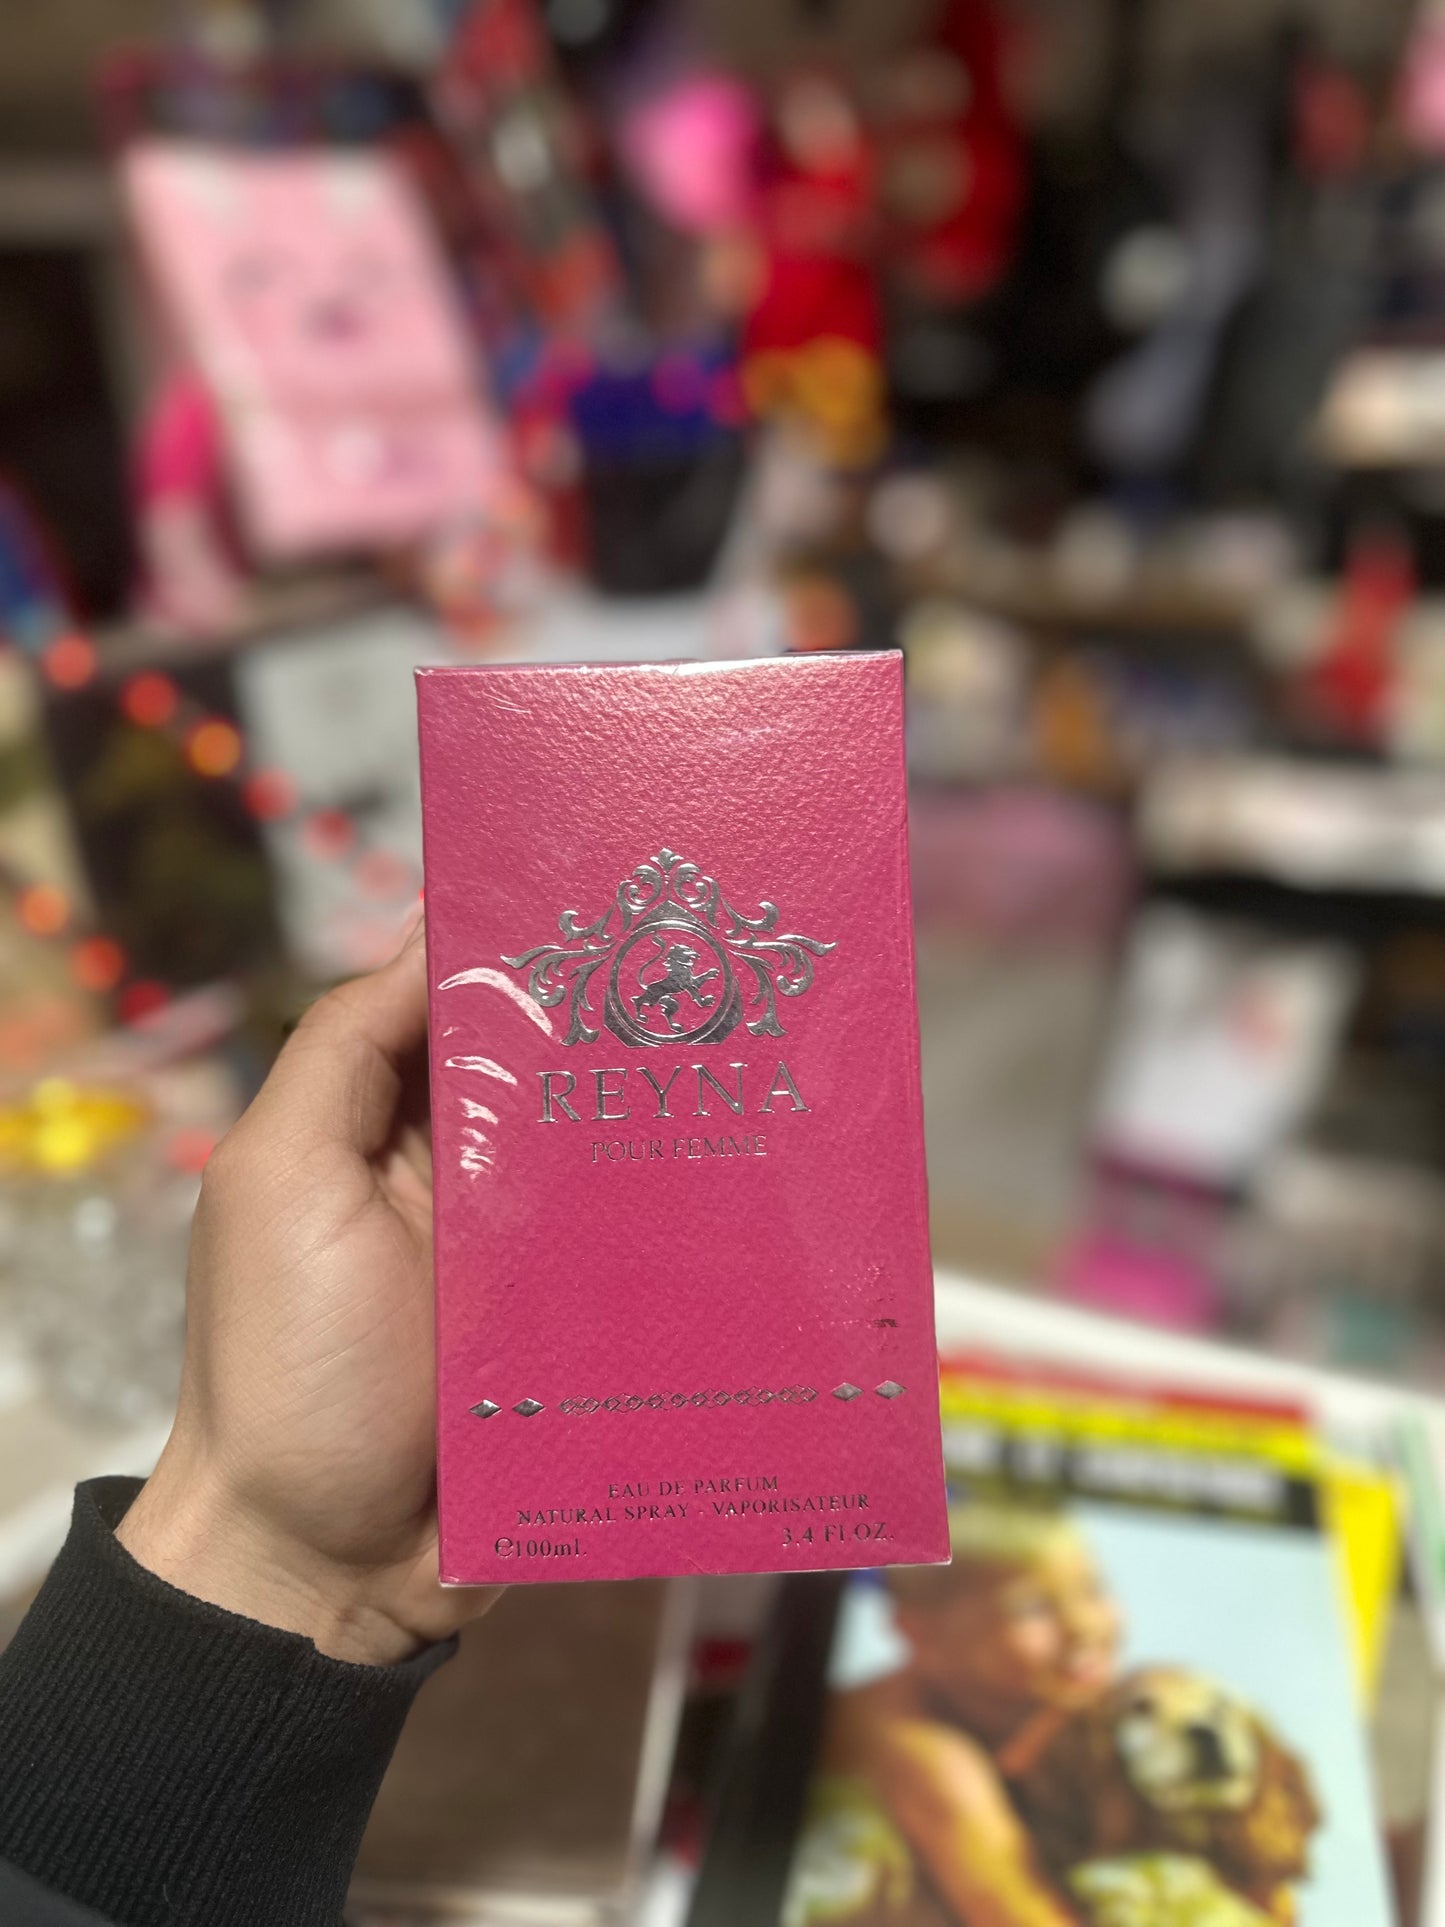 REYNA
POUR FEMME
EAU DE PARFUM
NATURAL SPRAY - VAPORISATEUR
℮100ml. 3.4 Fl.OZ.